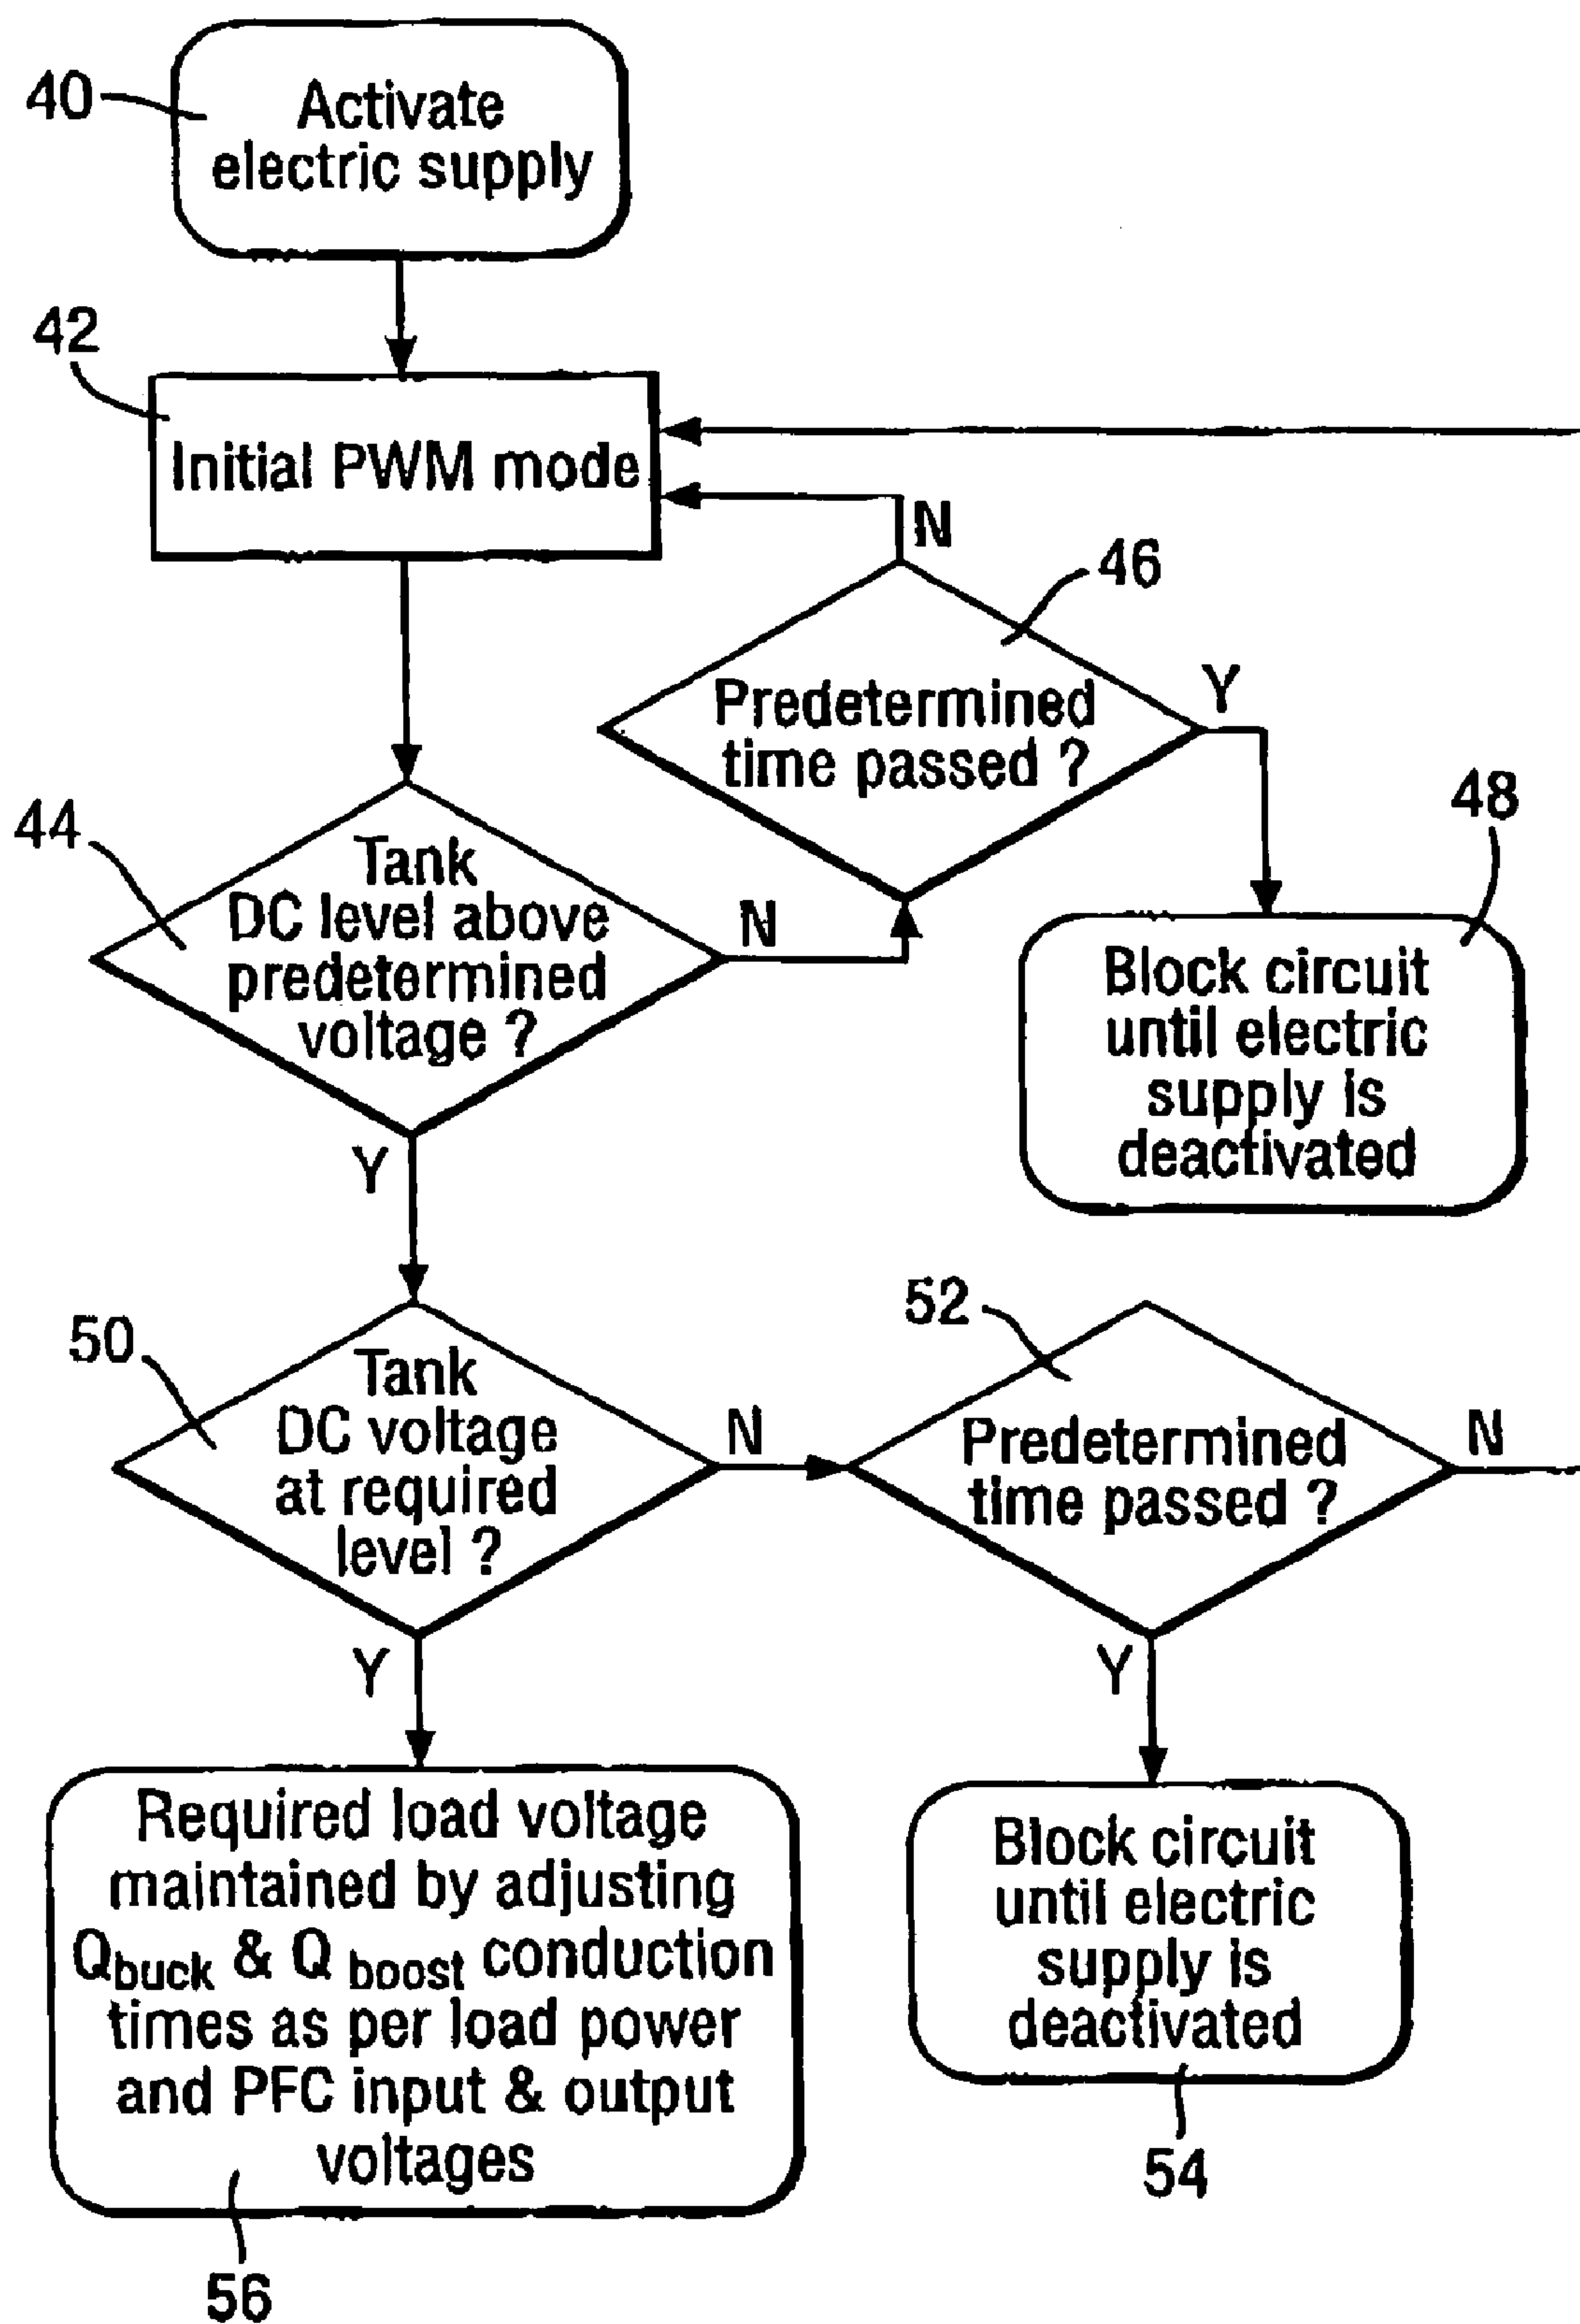 40
Activate
electric supply
42
Initial PWM mode
N
46
Predetermined
time passed ?
Y
44
Tank
DC level above
predetermined
voltage ?
N
48
Block circuit
until electric
supply is
deactivated
Y
50
Tank
DC voltage
at required
level ?
N
52
Predetermined
time passed ?
N
Y
Y
Required load voltage
maintained by adjusting
Qbuck & Q boost conduction
times as per load power
and PFC input & output
voltages
56
Block circuit
until electric
supply is
deactivated
54